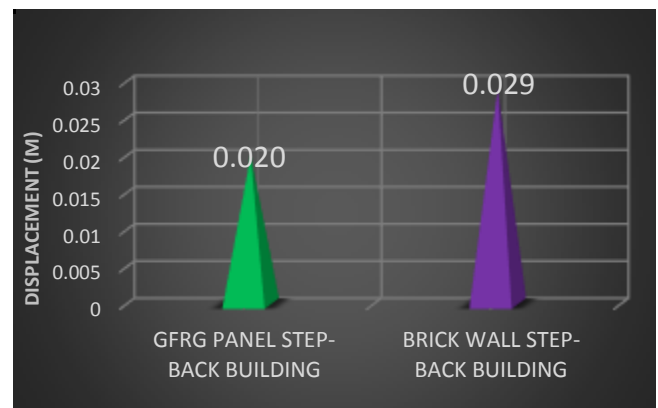 DISPLACEMENT (M)
0.03
0.025
0.02
0.015
0.01
0.005
0
0.020
0.029
GFRG PANEL STEP-
BACK BUILDING
BRICK WALL STEP-
BACK BUILDING